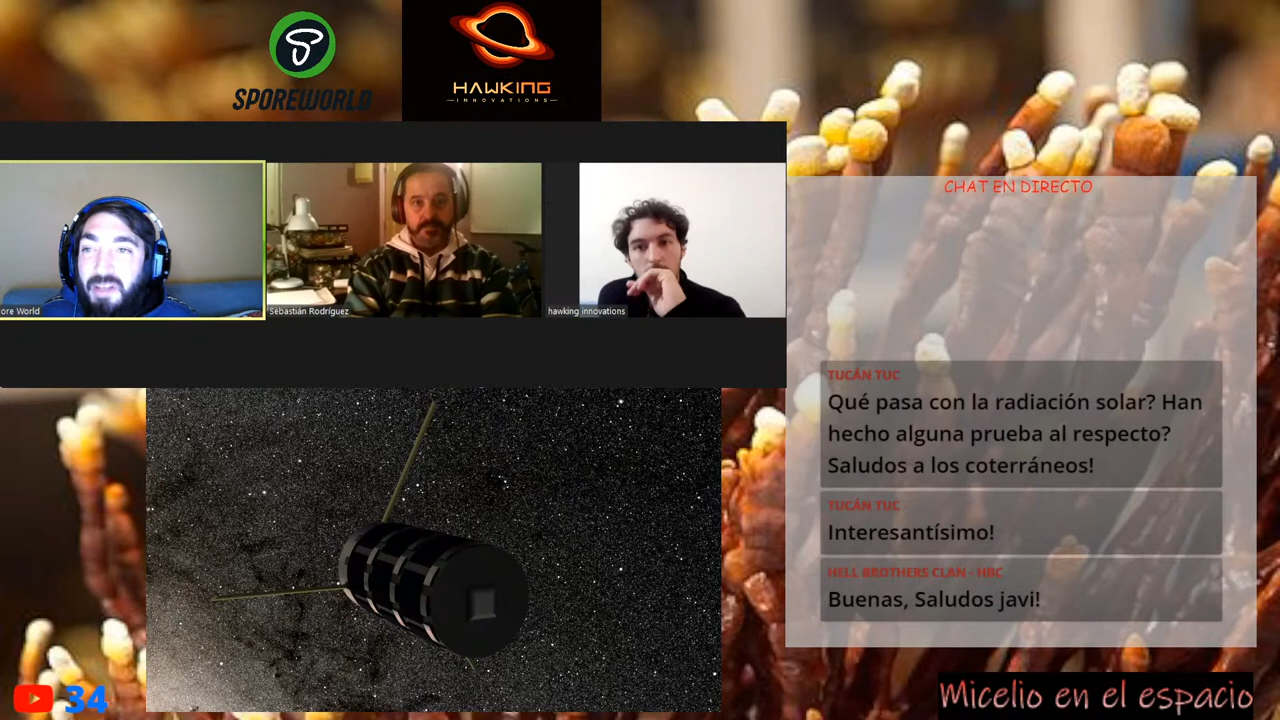 SPOREWORLD
HAWKING
INNOVATIONS
ore World
Sebastián Rodríguez
hawking innovations
CHAT EN DIRECTO
TUCÁN TUC
Qué pasa con la radiación solar? Han
hecho alguna prueba al respecto?
Saludos a los coterráneos!
TUCÁN TUC
Interesantísimo!
HELL BROTHERS CLAN - HBC
Buenas, Saludos javi!
34
Micelio en el espacio